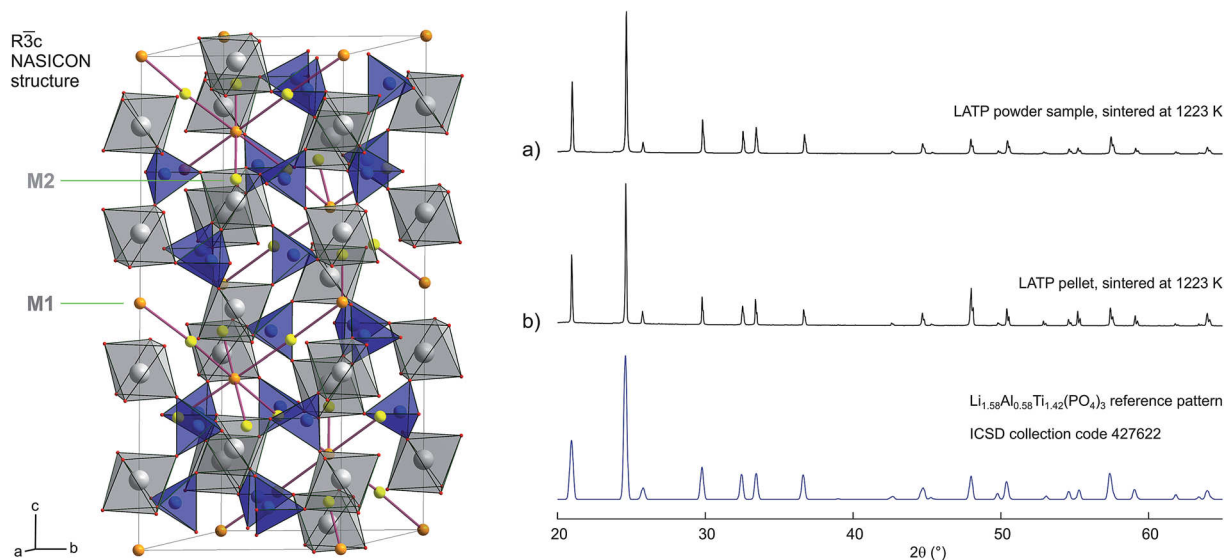 R3̅c
NASICON
structure
M2
M1
c
a
b
a)
LATP powder sample, sintered at 1223 K
b)
LATP pellet, sintered at 1223 K
Li₁.₅₈Al₀.₅₈Ti₁.₄₂(PO₄)₃ reference pattern
ICSD collection code 427622
20
30
40
50
60
2θ (°)